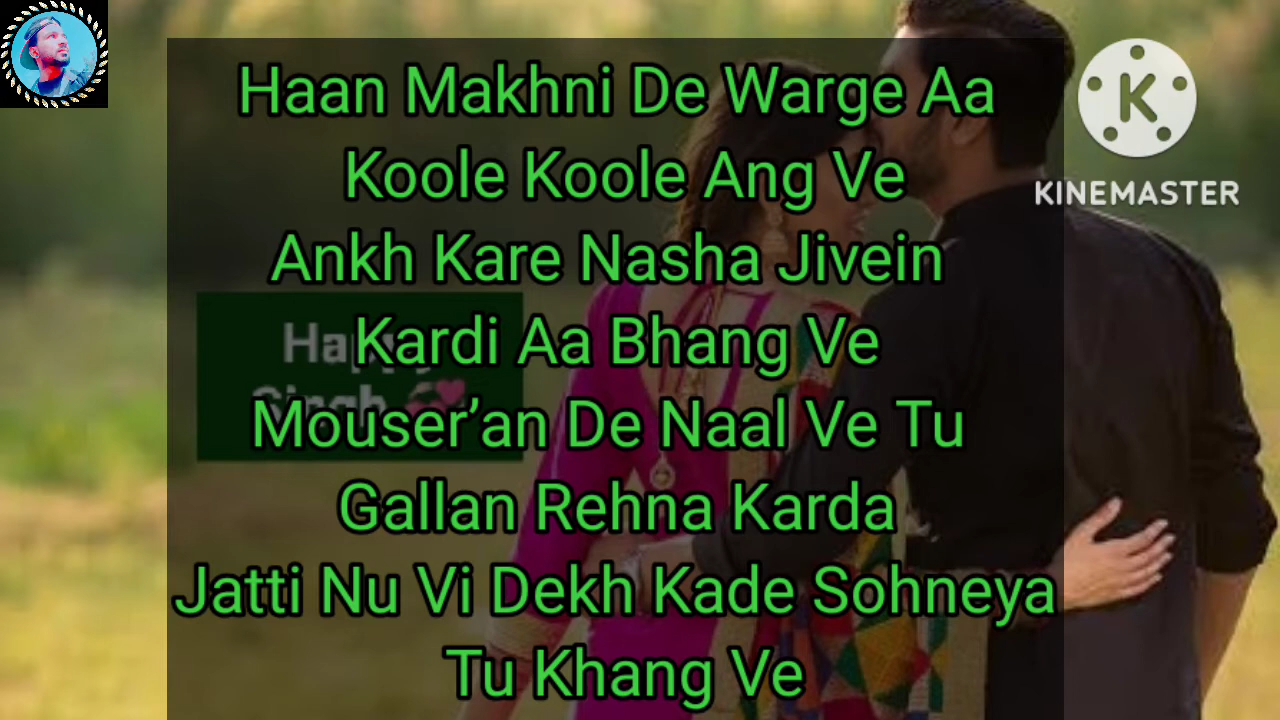 Haan Makhni De Warge Aa
Koole Koole Ang Ve
Ankh Kare Nasha Jivein
Kardi Aa Bhang Ve
Mouser’an De Naal Ve Tu
Gallan Rehna Karda
Jatti Nu Vi Dekh Kade Sohneya
Tu Khang Ve
K
KINEMASTER
Singh